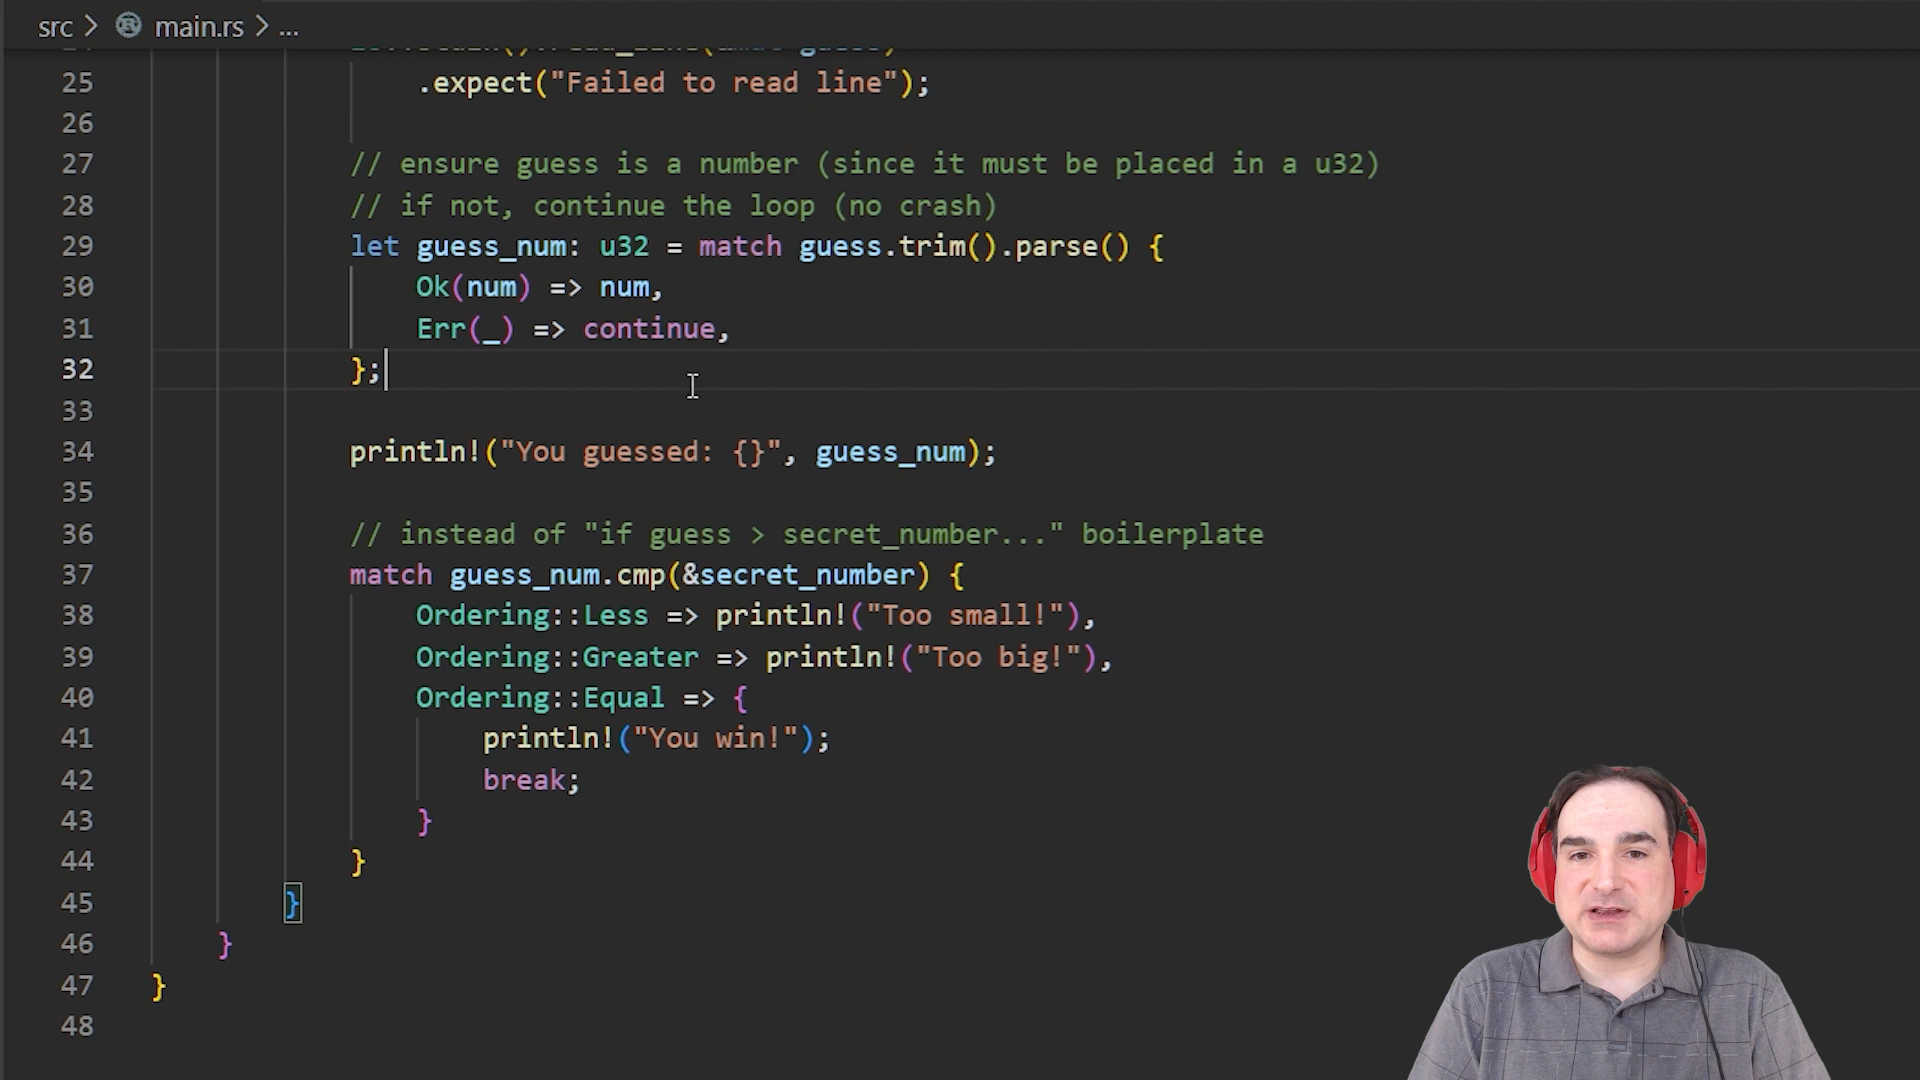 src > main.rs > ...
25 .expect("Failed to read line");
26
27 // ensure guess is a number (since it must be placed in a u32)
28 // if not, continue the loop (no crash)
29 let guess_num: u32 = match guess.trim().parse() {
30 Ok(num) => num,
31 Err(_) => continue,
32 };
33
34 println!("You guessed: {}", guess_num);
35
36 // instead of "if guess > secret_number..." boilerplate
37 match guess_num.cmp(&secret_number) {
38 Ordering::Less => println!("Too small!"),
39 Ordering::Greater => println!("Too big!"),
40 Ordering::Equal => {
41 println!("You win!");
42 break;
43 }
44 }
45 }
46 }
47 }
48